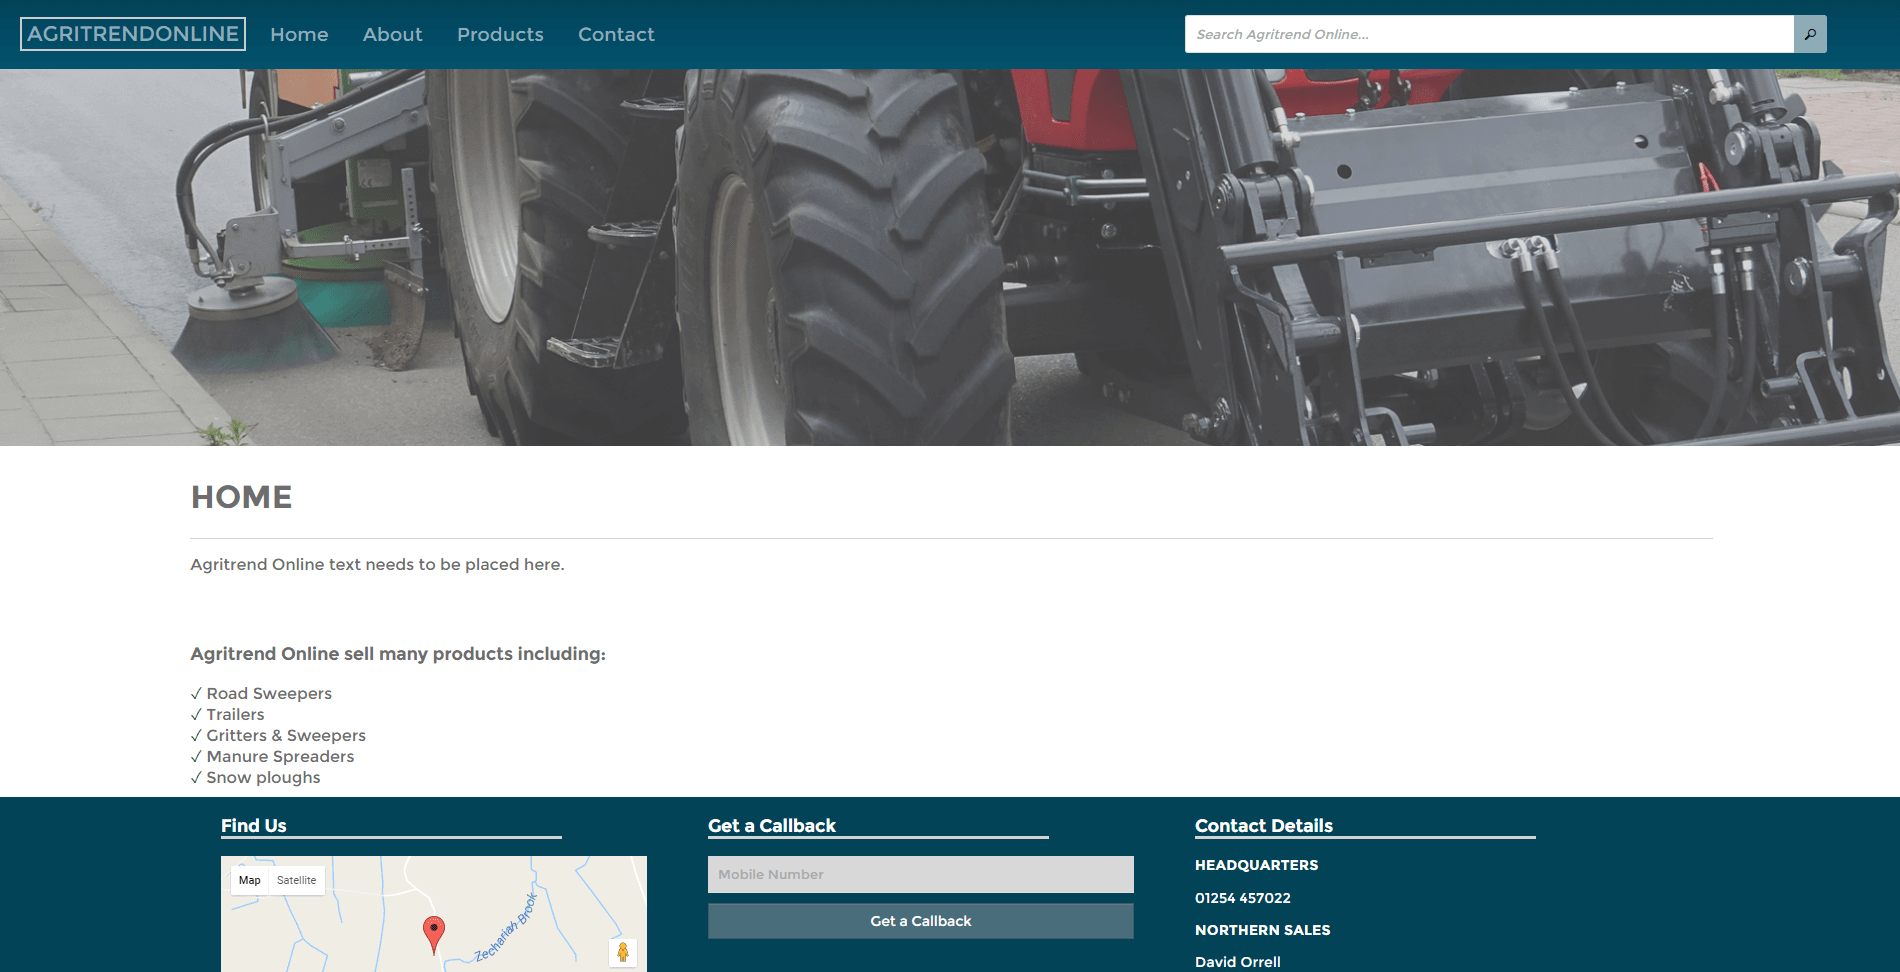 AGRITRENDONLINE Home About Products Contact Search Agritrend Online...
HOME
Agritrend Online text needs to be placed here.
Agritrend Online sell many products including:
✓ Road Sweepers
✓ Trailers
✓ Gritters & Sweepers
✓ Manure Spreaders
✓ Snow ploughs
Find Us
Map Satellite
Zechariah Brook
Get a Callback
Mobile Number
Get a Callback
Contact Details
HEADQUARTERS
01254 457022
NORTHERN SALES
David Orrell